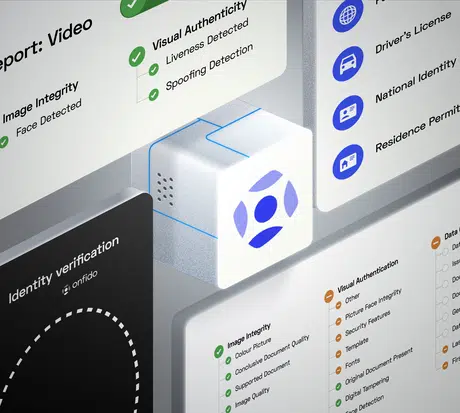 Report: Video
Image Integrity
Face Detected
Visual Authenticity
Liveness Detected
Spoofing Detection
Driver's License
National Identity
Residence Permit
Identity verification
onfido
Image Integrity
Colour Picture
Conclusive Document Quality
Supported Document
Image Quality
Visual Authentication
Other
Picture Face Integrity
Security Features
Template
Fonts
Original Document Present
Digital Tampering
Data